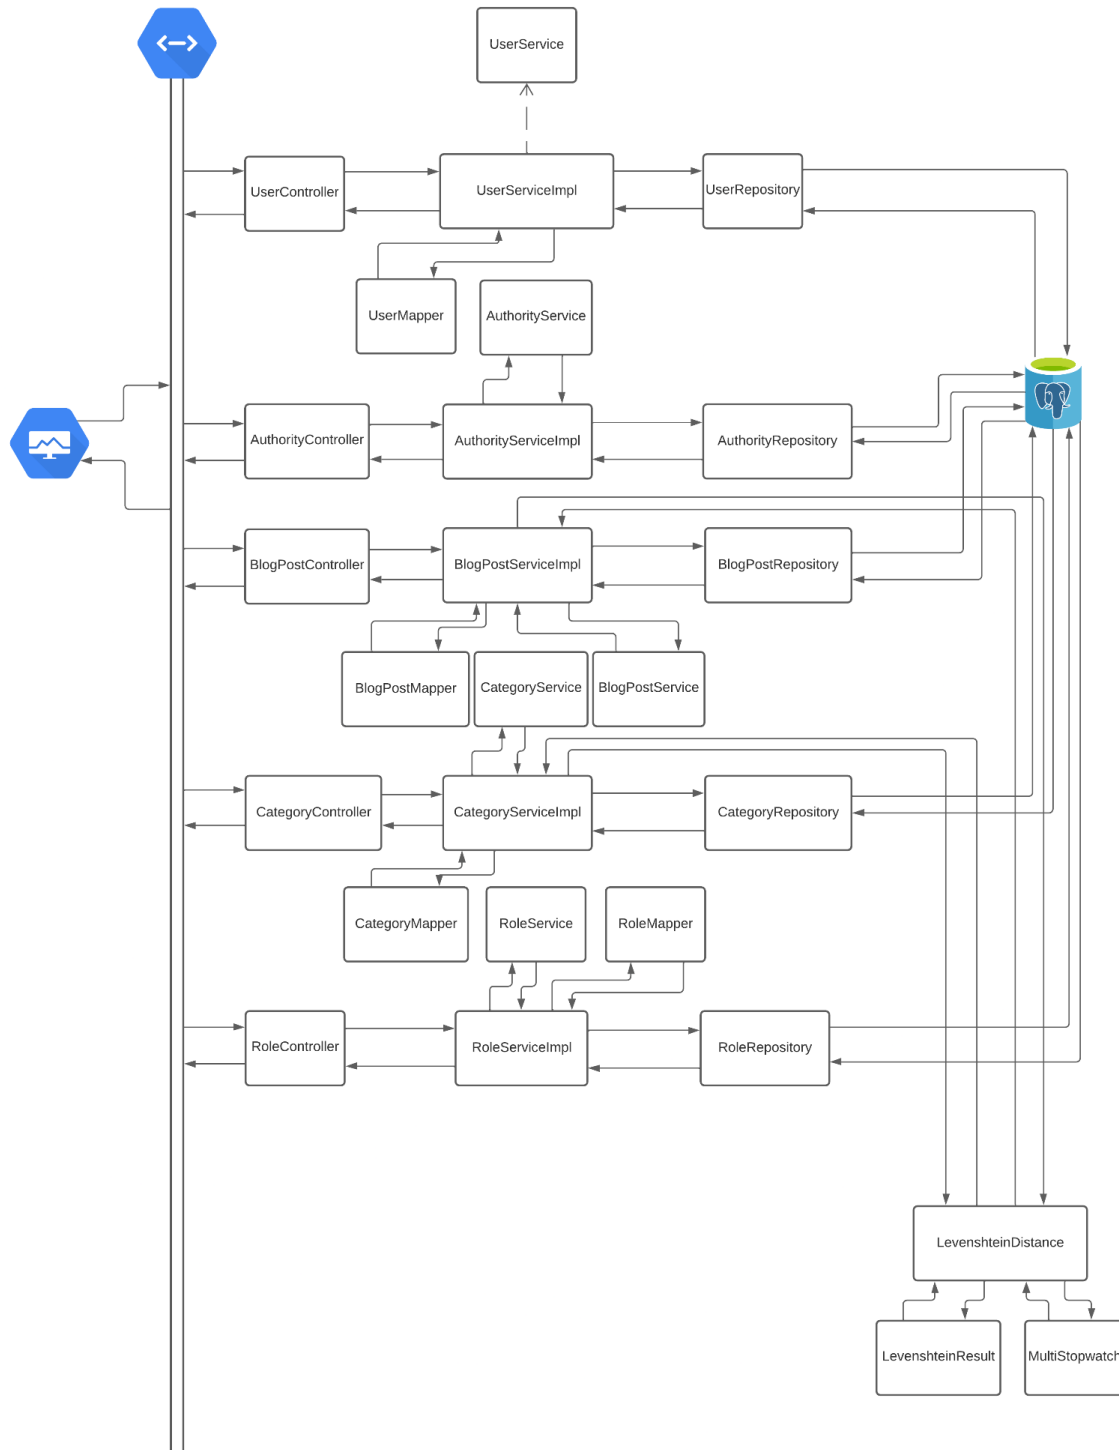 UserService
UserController
UserServiceImpl
UserRepository
UserMapper
AuthorityService
AuthorityController
AuthorityServiceImpl
AuthorityRepository
BlogPostController
BlogPostServiceImpl
BlogPostRepository
BlogPostMapper
CategoryService
BlogPostService
CategoryController
CategoryServiceImpl
CategoryRepository
CategoryMapper
RoleService
RoleMapper
RoleController
RoleServiceImpl
RoleRepository
LevenshteinDistance
LevenshteinResult
MultiStopwatch